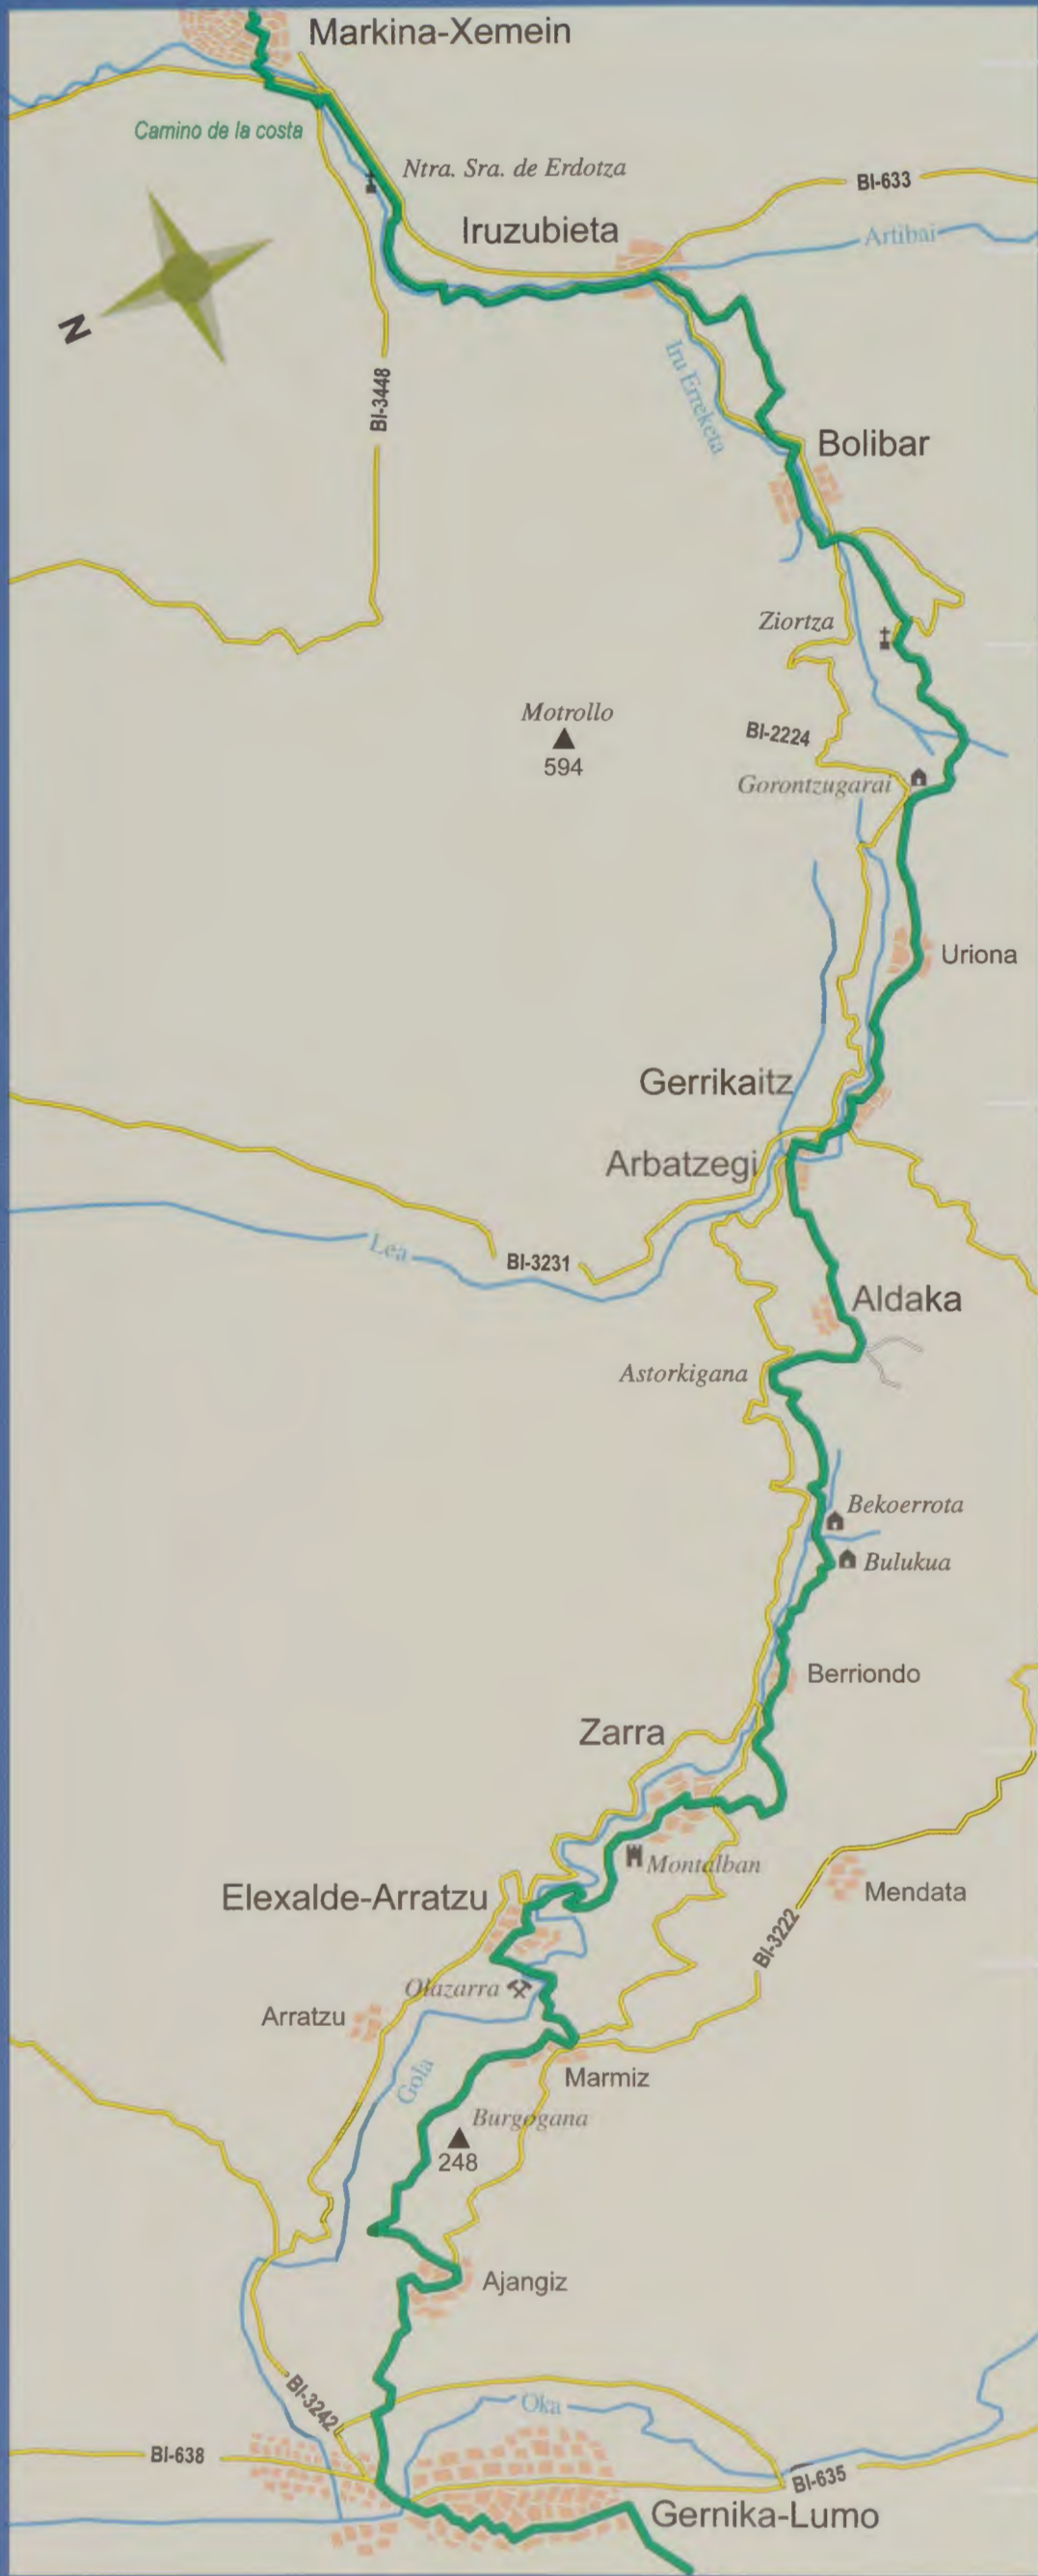 Markina-Xemein
Camino de la costa
Ntra. Sra. de Erdotza
BI-633
Iruzubieta
Artibai
N
BI-3448
Iru Erreketa
Bolibar
Ziortza
Motrollo
594
BI-2224
Gorontzugarai
Uriona
Gerrikaitz
Arbatzegi
Lea
BI-3231
Aldaka
Astorkigana
Bekoerrota
Bulukua
Berriondo
Zarra
Montalban
Mendata
Elexalde-Arratzu
BI-3222
Olazarra
Arratzu
Marmiz
Gola
Burgogana
248
Ajangiz
BI-3242
Oka
BI-638
BI-635
Gernika-Lumo